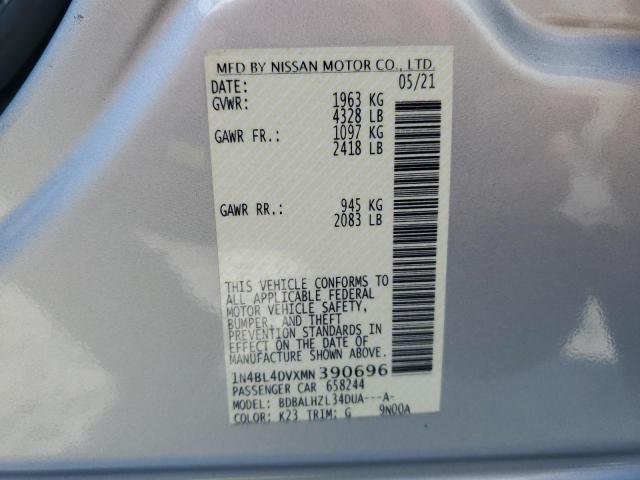 MFD BY NISSAN MOTOR CO., LTD.
DATE: 05/21
GVWR: 1963 KG
4328 LB
GAWR FR.: 1097 KG
2418 LB
GAWR RR.: 945 KG
2083 LB
THIS VEHICLE CONFORMS TO
ALL APPLICABLE FEDERAL
MOTOR VEHICLE SAFETY,
BUMPER, AND THEFT
PREVENTION STANDARDS IN
EFFECT ON THE DATE OF
MANUFACTURE SHOWN ABOVE.
1N4BL4DVXMN390696
PASSENGER CAR 658244
MODEL: BDBALHZL34DUA---A-
COLOR: K23 TRIM: G 9N00A